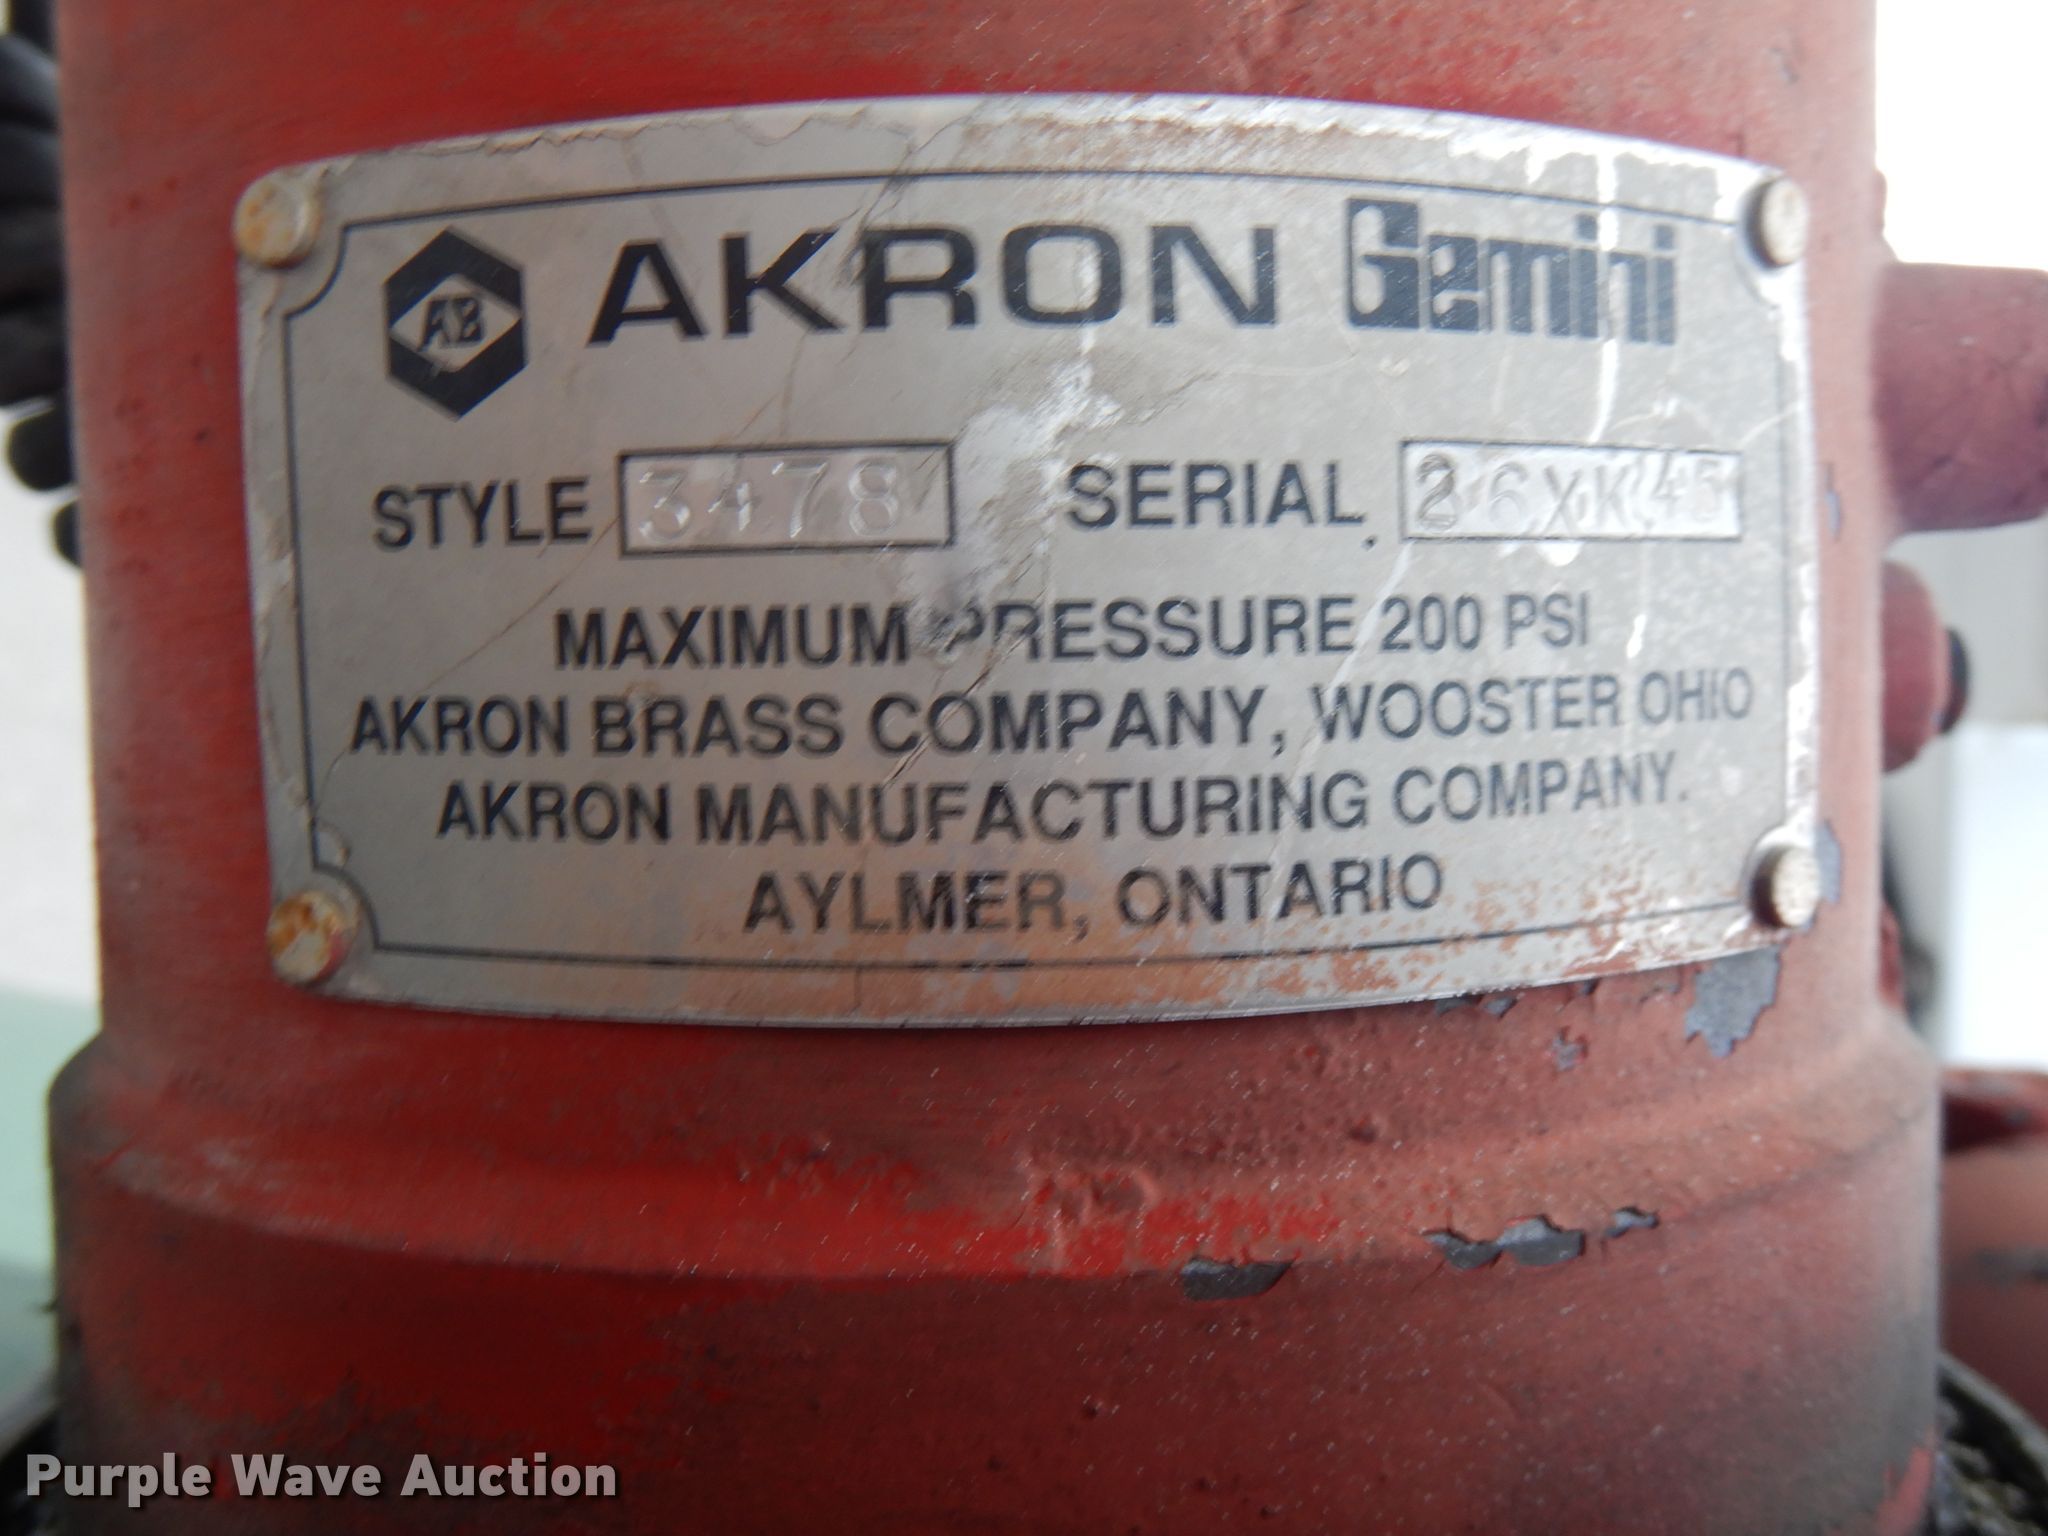 AB AKRON Gemini
STYLE 3478 SERIAL 26XK45
MAXIMUM PRESSURE 200 PSI
AKRON BRASS COMPANY, WOOSTER OHIO
AKRON MANUFACTURING COMPANY.
AYLMER, ONTARIO
Purple Wave Auction